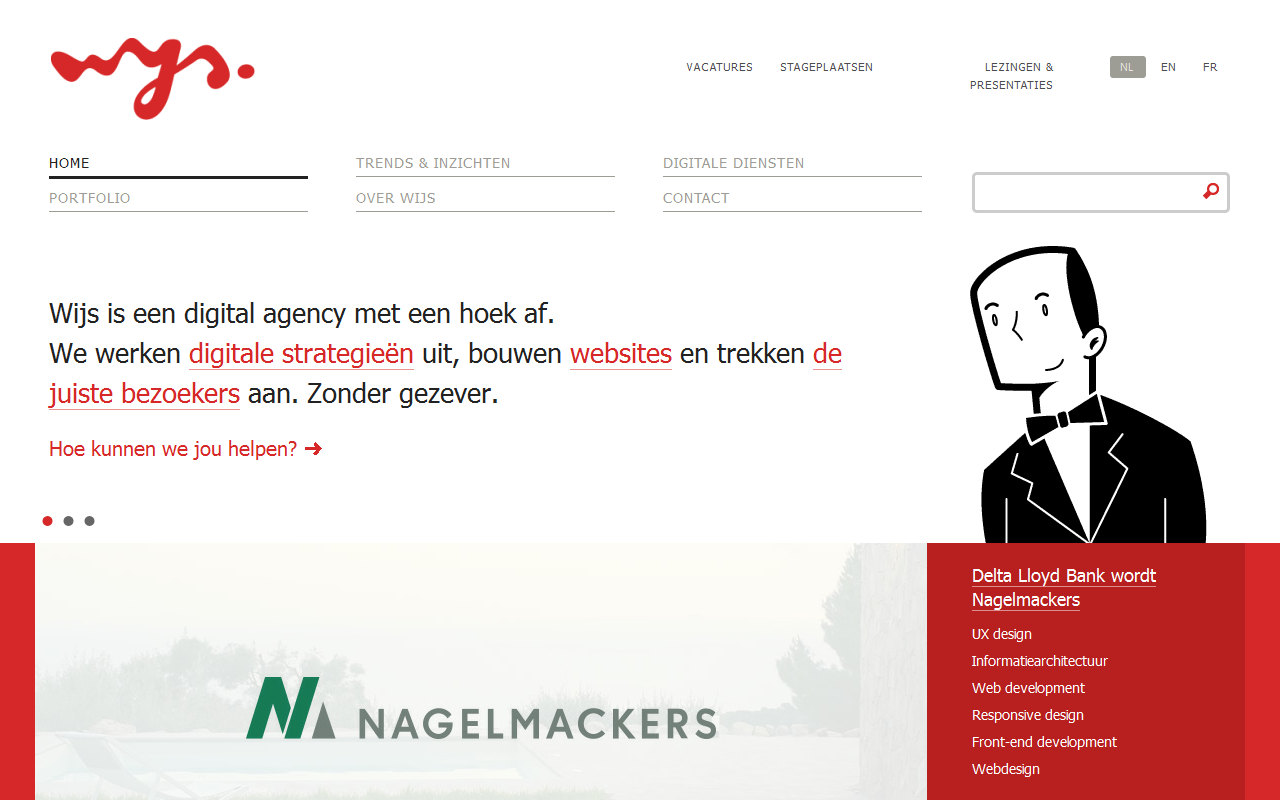 wijs.
VACATURES
STAGEPLAATSEN
LEZINGEN &
PRESENTATIES
NL
EN
FR
HOME
TRENDS & INZICHTEN
DIGITALE DIENSTEN
PORTFOLIO
OVER WIJS
CONTACT
Wijs is een digital agency met een hoek af.
We werken digitale strategieën uit, bouwen websites en trekken de
juiste bezoekers aan. Zonder gezever.
Hoe kunnen we jou helpen?
NAGELMACKERS
Delta Lloyd Bank wordt
Nagelmackers
UX design
Informatiearchitectuur
Web development
Responsive design
Front-end development
Webdesign